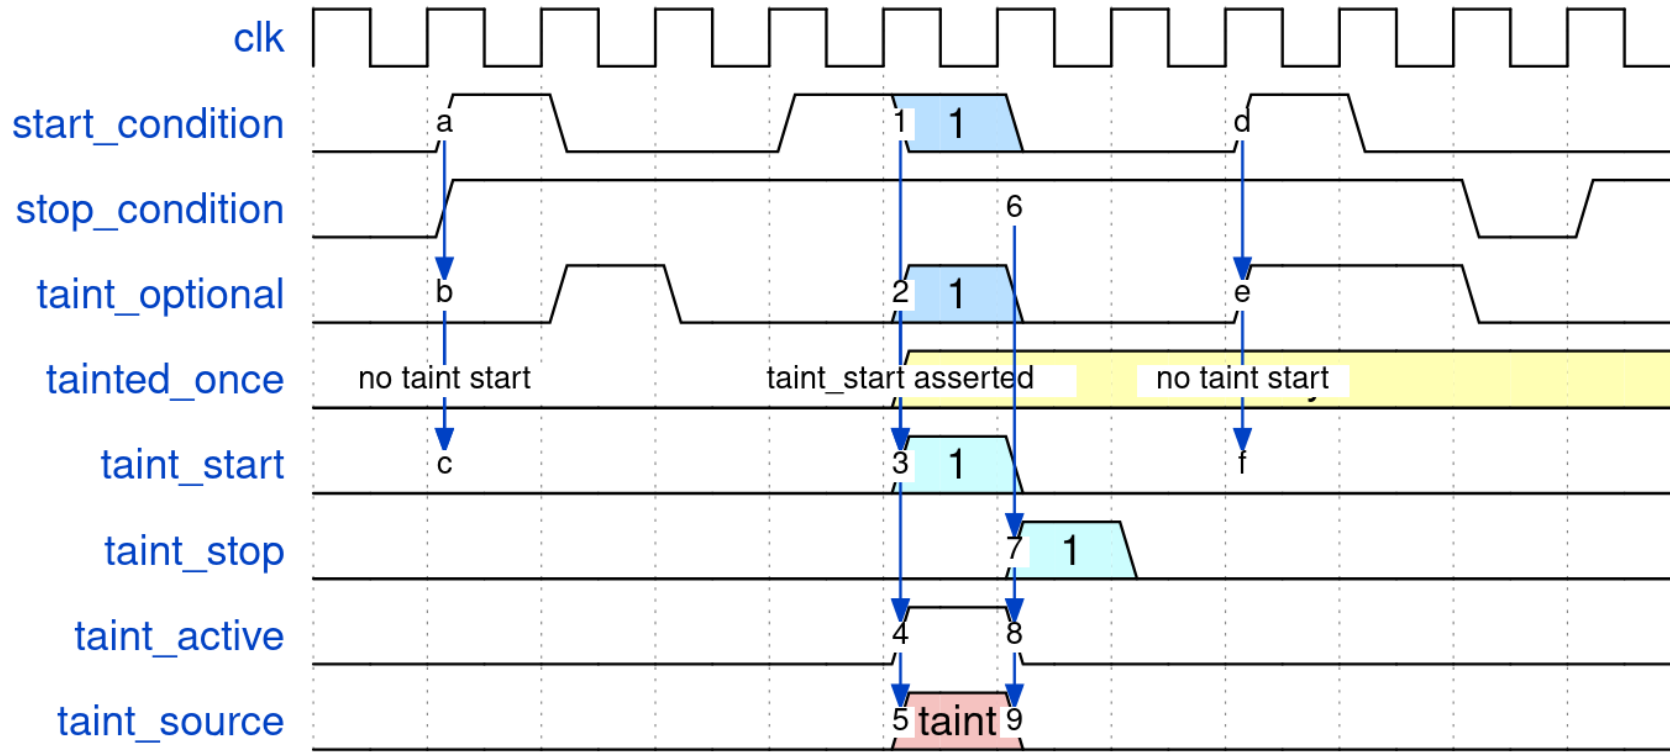 clk
start_condition a 1 1 d
stop_condition 6
taint_optional b 2 1 e
tainted_once no taint start taint_start asserted no taint start
taint_start c 3 1 f
taint_stop 7 1
taint_active 4 8
taint_source 5 taint 9